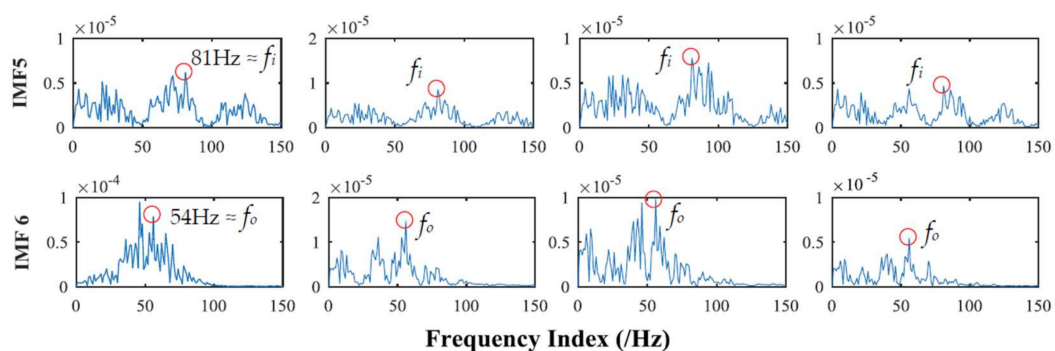 ×10⁻⁵ ×10⁻⁵ ×10⁻⁵ ×10⁻⁵
1 2 1 1
81Hz ≈ fᵢ fᵢ fᵢ fᵢ
IMF5 0.5 1 0.5 0.5
0 0 0 0
0 50 100 150 0 50 100 150 0 50 100 150 0 50 100 150
×10⁻⁴ ×10⁻⁵ ×10⁻⁵ ×10⁻⁵
1 2 1 1
54Hz ≈ fₒ fₒ fₒ fₒ
IMF 6 0.5 1 0.5 0.5
0 0 0 0
0 50 100 150 0 50 100 150 0 50 100 150 0 50 100 150
Frequency Index (/Hz)